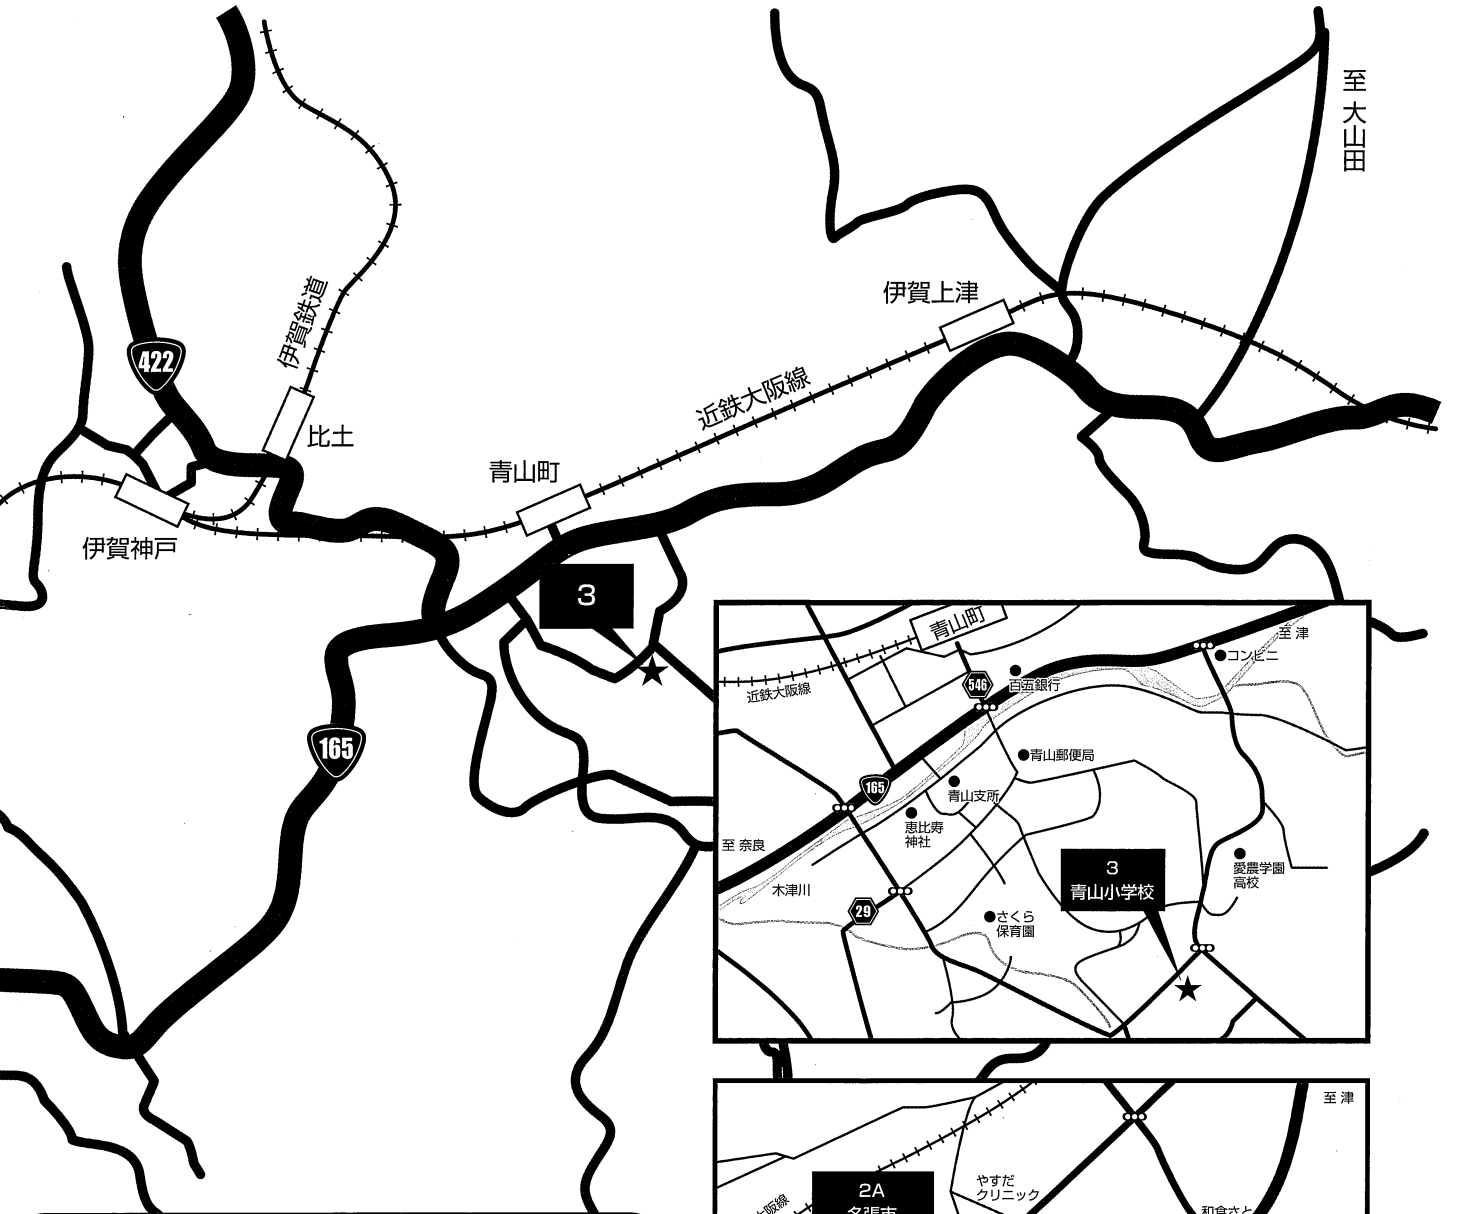 至 大山田
伊賀上津
伊賀鉄道
422
近鉄大阪線
比土
青山町
伊賀神戸
3
165
青山町
至 津
コンビニ
546
百五銀行
近鉄大阪線
青山郵便局
165
青山支所
恵比寿
神社
至 奈良
3
青山小学校
愛農学園
高校
木津川
29
さくら
保育園
至 津
2A
やすだ
クリニック
和食さと